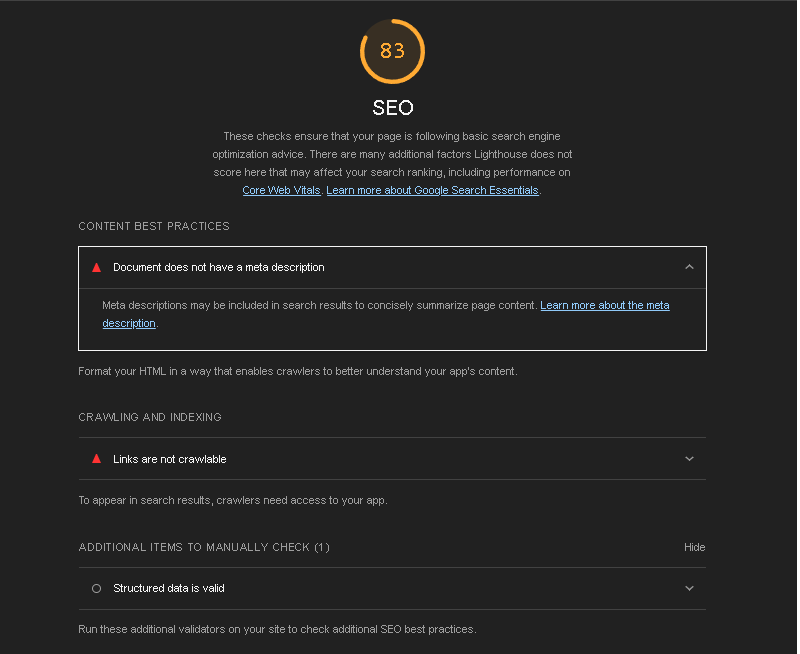 83
SEO
These checks ensure that your page is following basic search engine
optimization advice. There are many additional factors Lighthouse does not
score here that may affect your search ranking, including performance on
Core Web Vitals. Learn more about Google Search Essentials.
CONTENT BEST PRACTICES
Document does not have a meta description
Meta descriptions may be included in search results to concisely summarize page content. Learn more about the meta
description.
Format your HTML in a way that enables crawlers to better understand your app's content.
CRAWLING AND INDEXING
Links are not crawlable
To appear in search results, crawlers need access to your app.
ADDITIONAL ITEMS TO MANUALLY CHECK (1) Hide
Structured data is valid
Run these additional validators on your site to check additional SEO best practices.